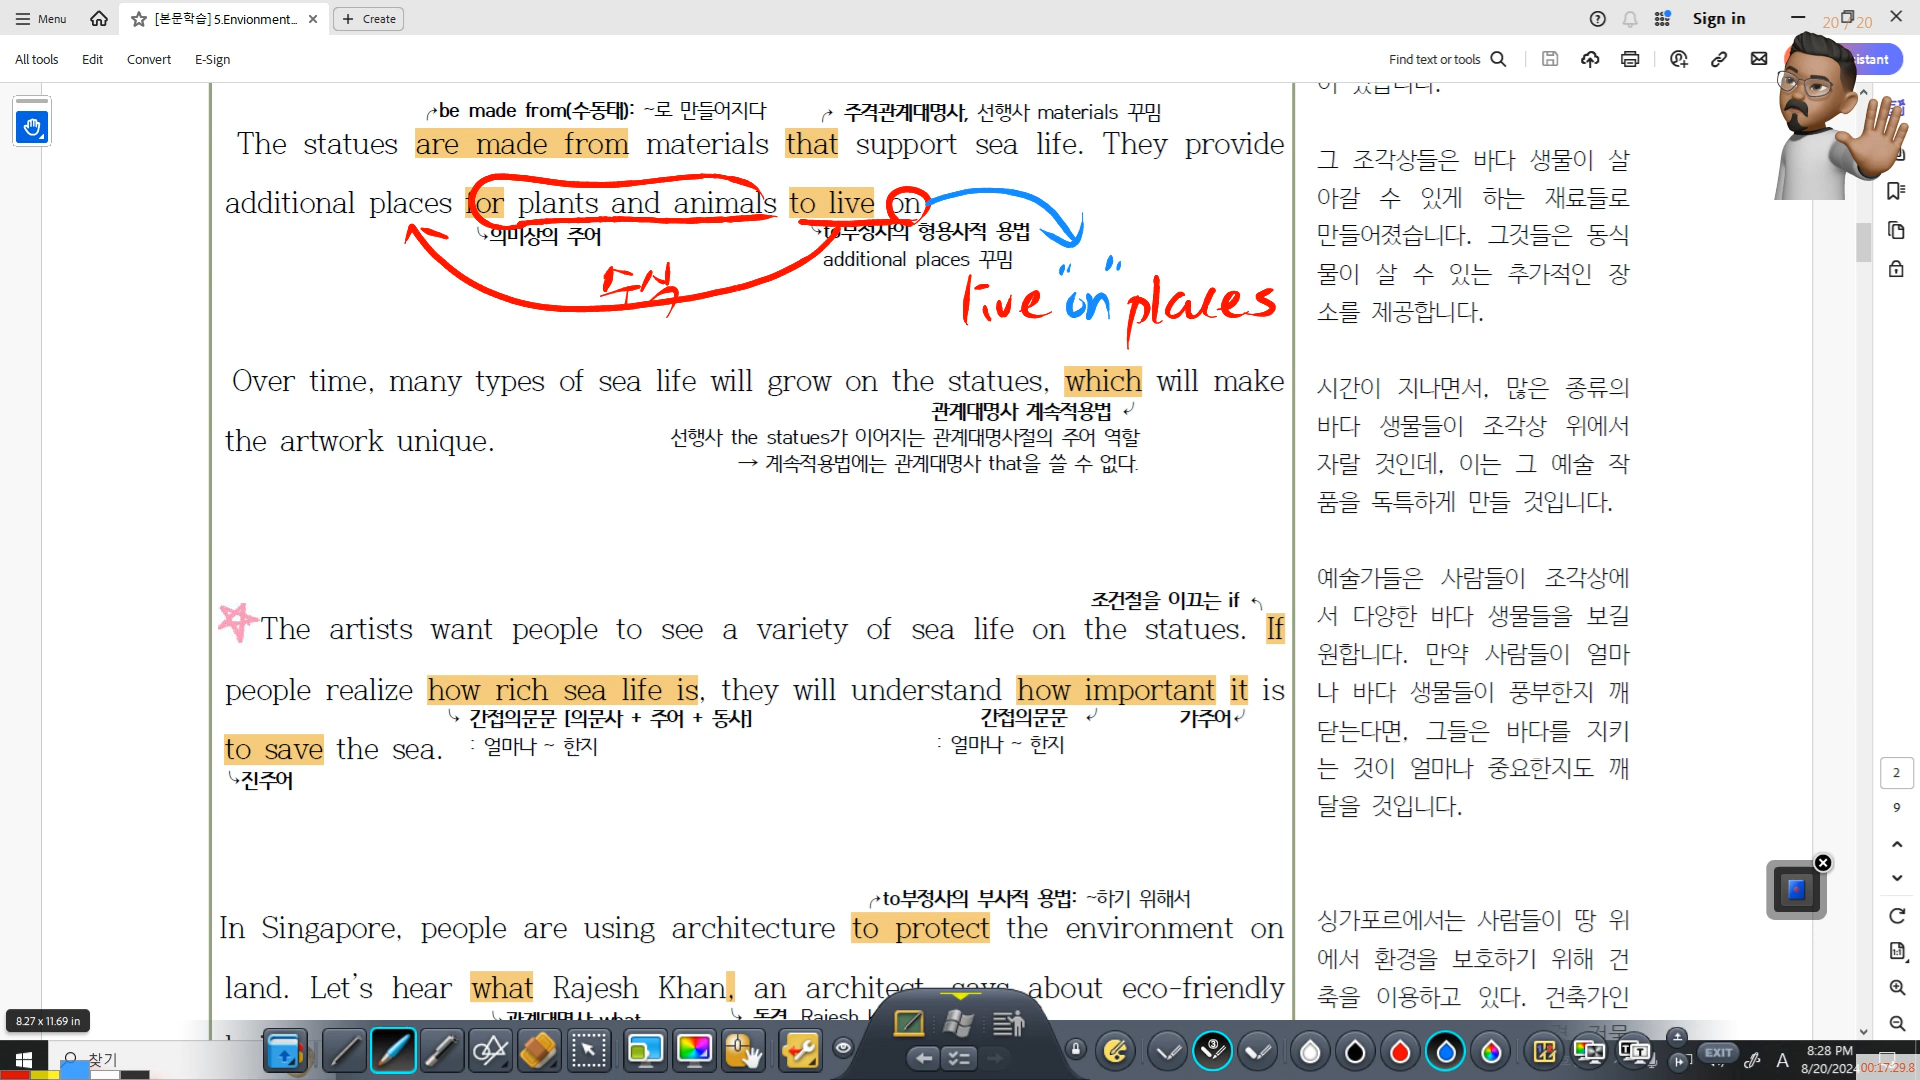 Menu
[본문학습] 5.Envionment...
Create
Sign in
20 / 20
All tools
Edit
Convert
E-Sign
Find text or tools
istant
be made from(수동태): ~로 만들어지다
주격관계대명사, 선행사 materials 꾸밈
The statues are made from materials that support sea life. They provide
additional places for plants and animals to live on
의미상의 주어
to부정사의 형용사적 용법
additional places 꾸밈
수식
live "on" places
Over time, many types of sea life will grow on the statues, which will make
관계대명사 계속적용법
the artwork unique.
선행사 the statues가 이어지는 관계대명사절의 주어 역할
→ 계속적용법에는 관계대명사 that을 쓸 수 없다.
조건절을 이끄는 if
The artists want people to see a variety of sea life on the statues. If
people realize how rich sea life is, they will understand how important it is
간접의문문 [의문사 + 주어 + 동사]
간접의문문
가주어
to save the sea.
: 얼마나 ~ 한지
: 얼마나 ~ 한지
진주어
to부정사의 부사적 용법: ~하기 위해서
In Singapore, people are using architecture to protect the environment on
land. Let's hear what Rajesh Khan, an architect says about eco-friendly
관계대명사 what
동격
이 있습니다.
그 조각상들은 바다 생물이 살
아갈 수 있게 하는 재료들로
만들어졌습니다. 그것들은 동식
물이 살 수 있는 추가적인 장
소를 제공합니다.
시간이 지나면서, 많은 종류의
바다 생물들이 조각상 위에서
자랄 것인데, 이는 그 예술 작
품을 독특하게 만들 것입니다.
예술가들은 사람들이 조각상에
서 다양한 바다 생물들을 보길
원합니다. 만약 사람들이 얼마
나 바다 생물들이 풍부한지 깨
닫는다면, 그들은 바다를 지키
는 것이 얼마나 중요한지도 깨
달을 것입니다.
싱가포르에서는 사람들이 땅 위
에서 환경을 보호하기 위해 건
축을 이용하고 있다. 건축가인
2
9
8.27 x 11.69 in
찾기
EXIT
A
8:28 PM
8/20/2024
00:17:29.8